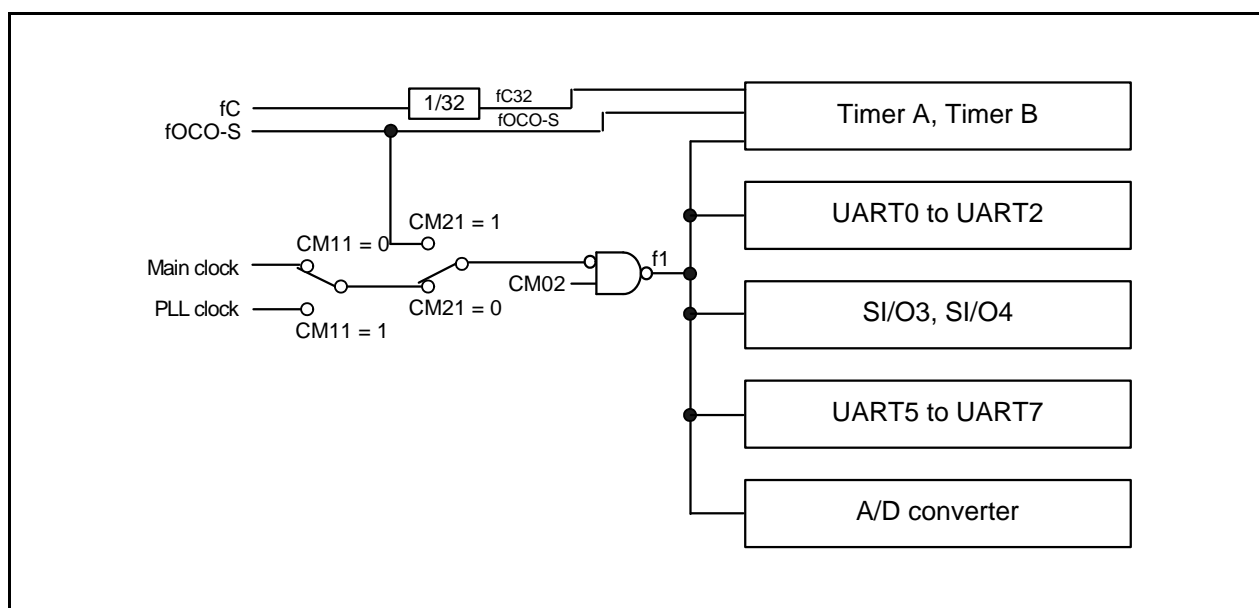 fC
1/32
fC32
fOCO-S
fOCO-S
Timer A, Timer B
UART0 to UART2
CM21 = 1
CM11 = 0
Main clock
CM02
f1
PLL clock
CM21 = 0
CM11 = 1
SI/O3, SI/O4
UART5 to UART7
A/D converter